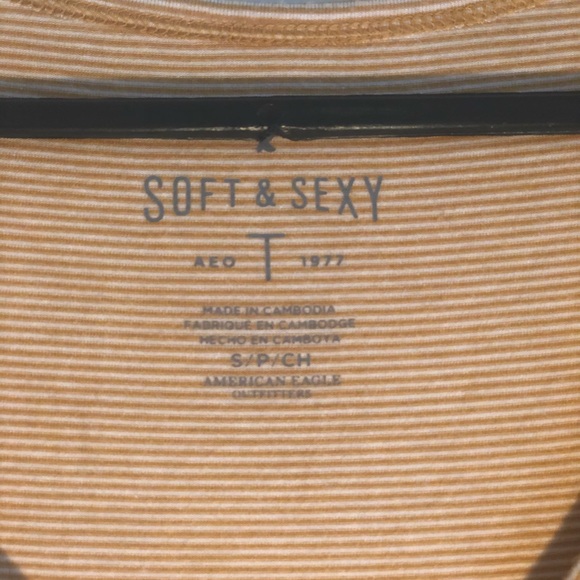 SOFT & SEXY
AEO T 1977
MADE IN CAMBODIA
FABRIQUÉ EN CAMBODGE
HECHO EN CAMBOYA
S/P/CH
AMERICAN EAGLE
OUTFITTERS